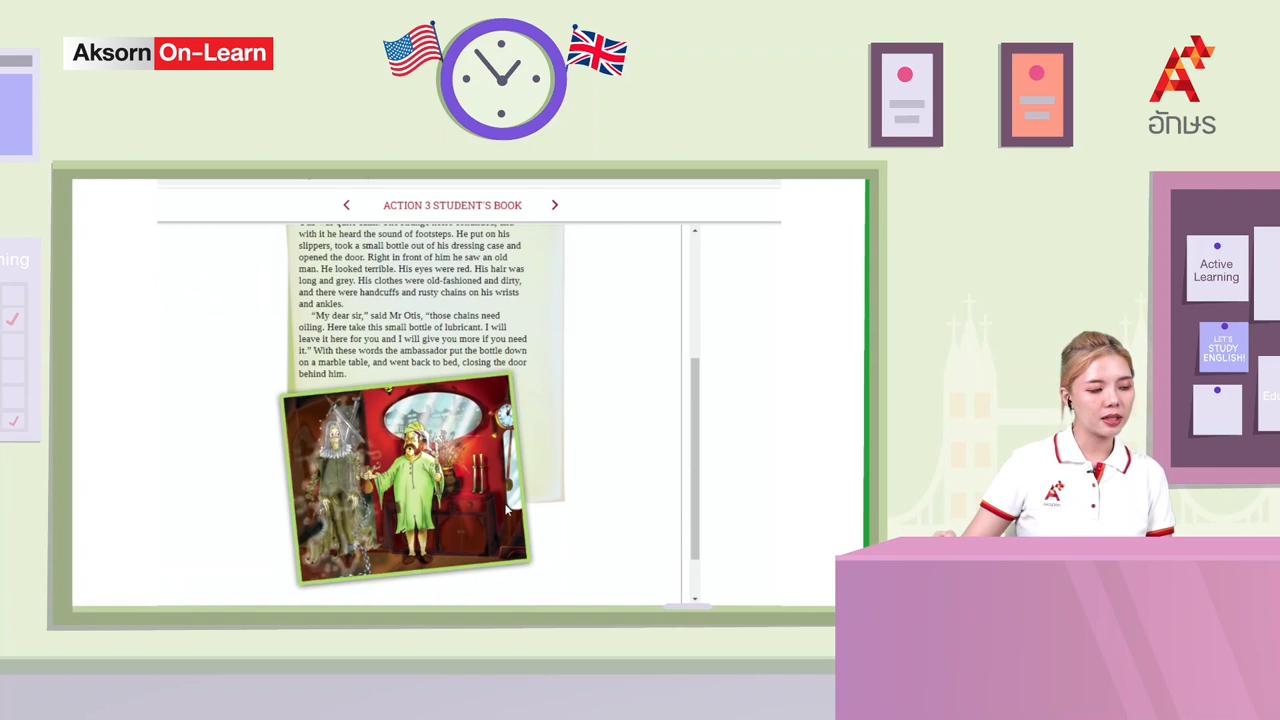 Aksorn On-Learn
อักษร
ning
ACTION 3 STUDENT'S BOOK
with it he heard the sound of footsteps. He put on his
slippers, took a small bottle out of his dressing case and
opened the door. Right in front of him he saw an old
man. He looked terrible. His eyes were red. His hair was
long and grey. His clothes were old-fashioned and dirty,
and there were handcuffs and rusty chains on his wrists
and ankles.
“My dear sir,” said Mr Otis, “those chains need
oiling. Here take this small bottle of lubricant. I will
leave it here for you and I will give you more if you need
it.” With these words the ambassador put the bottle down
on a marble table, and went back to bed, closing the door
behind him.
Active
Learning
LET'S
STUDY
ENGLISH!
Edu